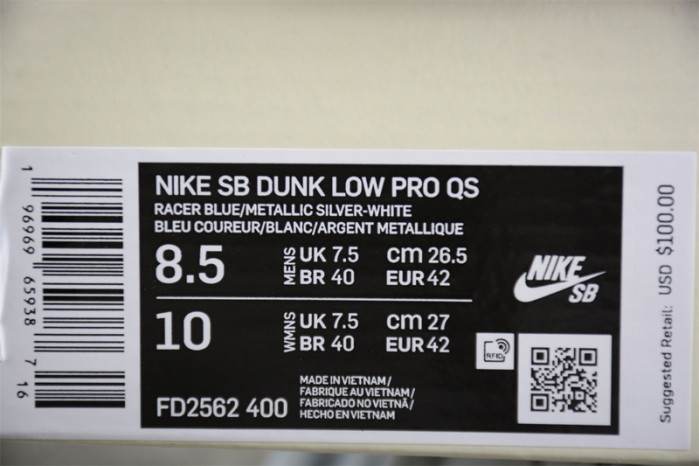 NIKE SB DUNK LOW PRO QS
RACER BLUE/METALLIC SILVER-WHITE
BLEU COUREUR/BLANC/ARGENT METALLIQUE
8.5 MENS UK 7.5 cm 26.5
BR 40 EUR 42
10 WMNS UK 7.5 cm 27
BR 40 EUR 42
FD2562 400
MADE IN VIETNAM/
FABRIQUE AU VIETNAM/
FABRICADO NO VIETNÃ/
HECHO EN VIETNAM
NIKE
SB
RFID
1 96969 65938 7 16
Suggested Retail: USD $100.00